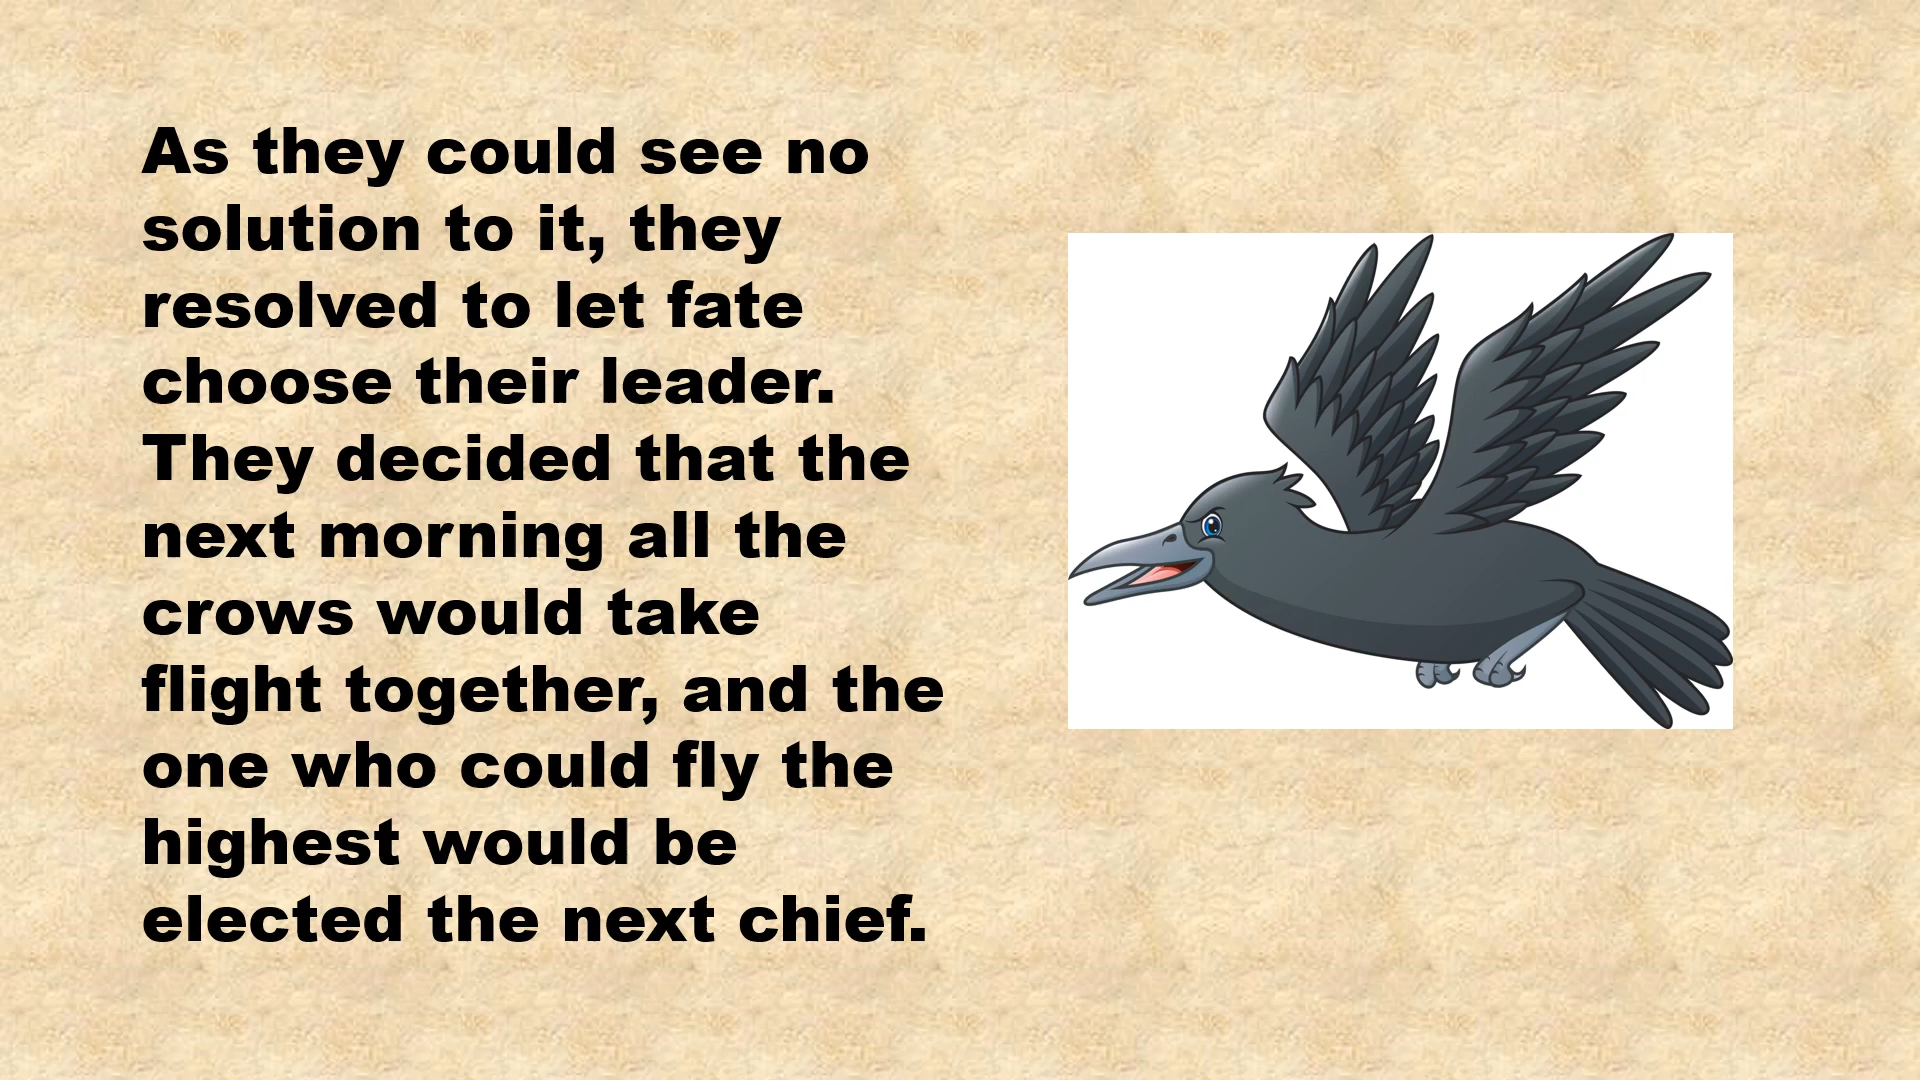 As they could see no
solution to it, they
resolved to let fate
choose their leader.
They decided that the
next morning all the
crows would take
flight together, and the
one who could fly the
highest would be
elected the next chief.